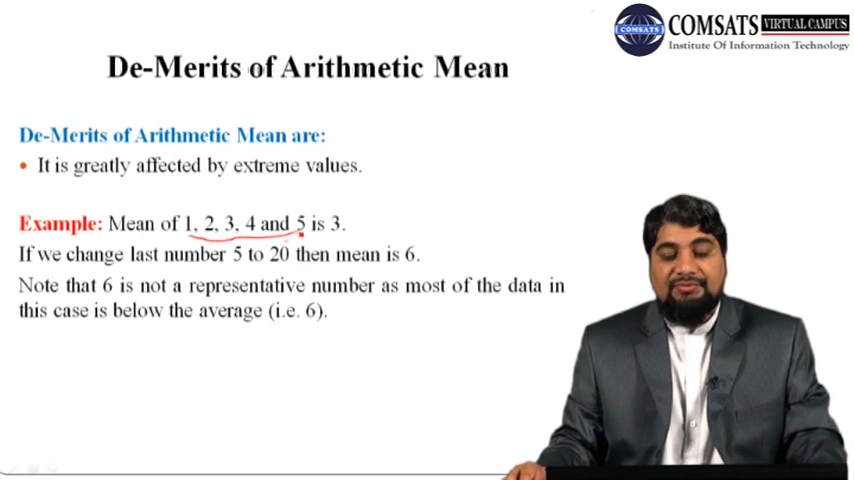 COMSATS VIRTUAL CAMPUS
COMSATS
Institute Of Information Technology
De-Merits of Arithmetic Mean
De-Merits of Arithmetic Mean are:
• It is greatly affected by extreme values.
Example: Mean of 1, 2, 3, 4 and 5 is 3.
If we change last number 5 to 20 then mean is 6.
Note that 6 is not a representative number as most of the data in
this case is below the average (i.e. 6).